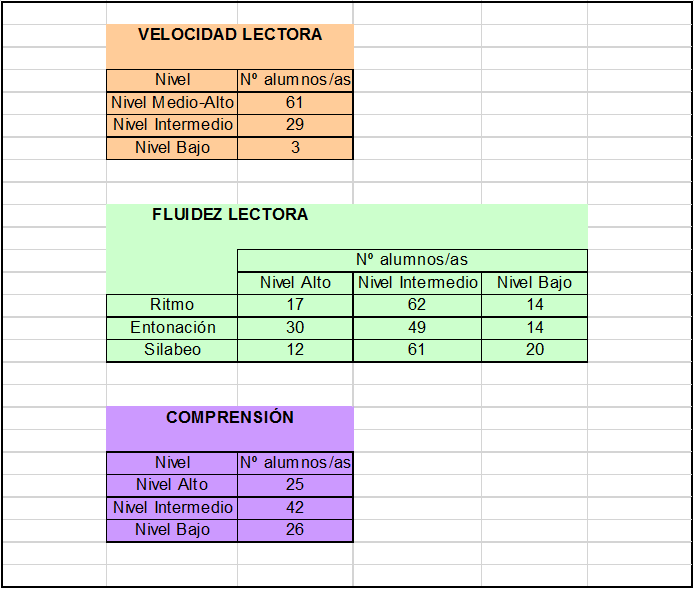 VELOCIDAD LECTORA
Nivel Nº alumnos/as
Nivel Medio-Alto 61
Nivel Intermedio 29
Nivel Bajo 3
FLUIDEZ LECTORA
Nº alumnos/as
Nivel Alto Nivel Intermedio Nivel Bajo
Ritmo 17 62 14
Entonación 30 49 14
Silabeo 12 61 20
COMPRENSIÓN
Nivel Nº alumnos/as
Nivel Alto 25
Nivel Intermedio 42
Nivel Bajo 26